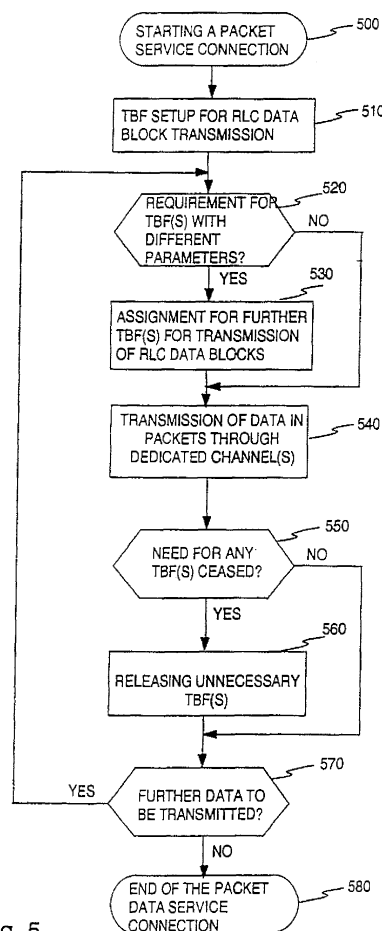 STARTING A PACKET
SERVICE CONNECTION
500
TBF SETUP FOR RLC DATA
BLOCK TRANSMISSION
510
REQUIREMENT FOR
TBF(S) WITH
DIFFERENT
PARAMETERS?
520
NO
YES
530
ASSIGNMENT FOR FURTHER
TBF(S) FOR TRANSMISSION
OF RLC DATA BLOCKS
TRANSMISSION OF DATA IN
PACKETS THROUGH
DEDICATED CHANNEL(S)
540
550
NEED FOR ANY
TBF(S) CEASED?
NO
YES
560
RELEASING UNNECESSARY
TBF(S)
570
YES
FURTHER DATA TO
BE TRANSMITTED?
NO
END OF THE PACKET
DATA SERVICE
CONNECTION
580